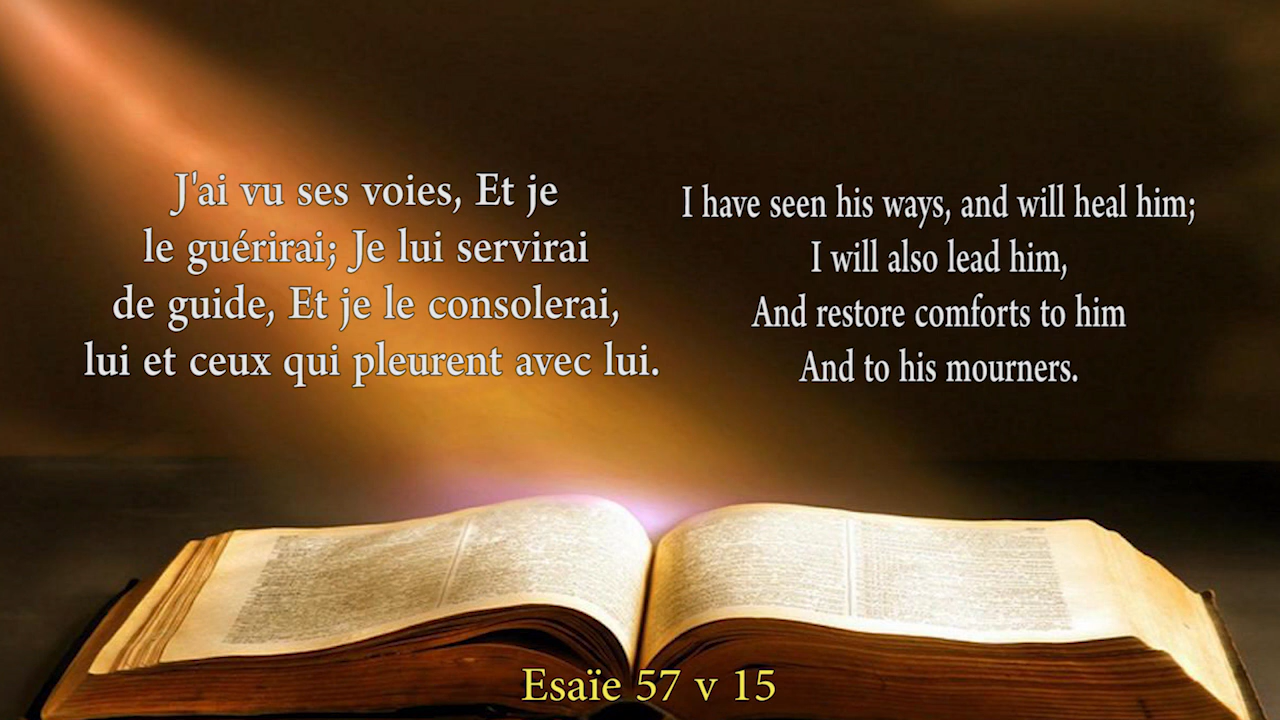 J'ai vu ses voies, Et je
le guérirai; Je lui servirai
de guide, Et je le consolerai,
lui et ceux qui pleurent avec lui.
I have seen his ways, and will heal him;
I will also lead him,
And restore comforts to him
And to his mourners.
Esaïe 57 v 15